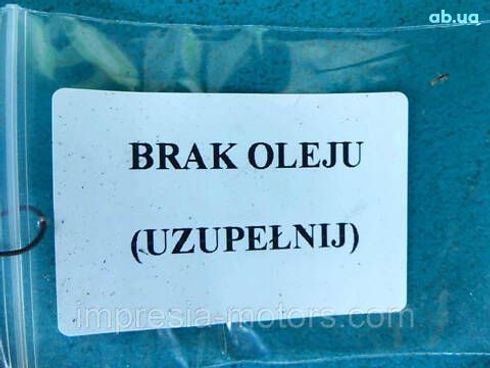 ab.ua
BRAK OLEJU
(UZUPEŁNIJ)
impresia-motors.com